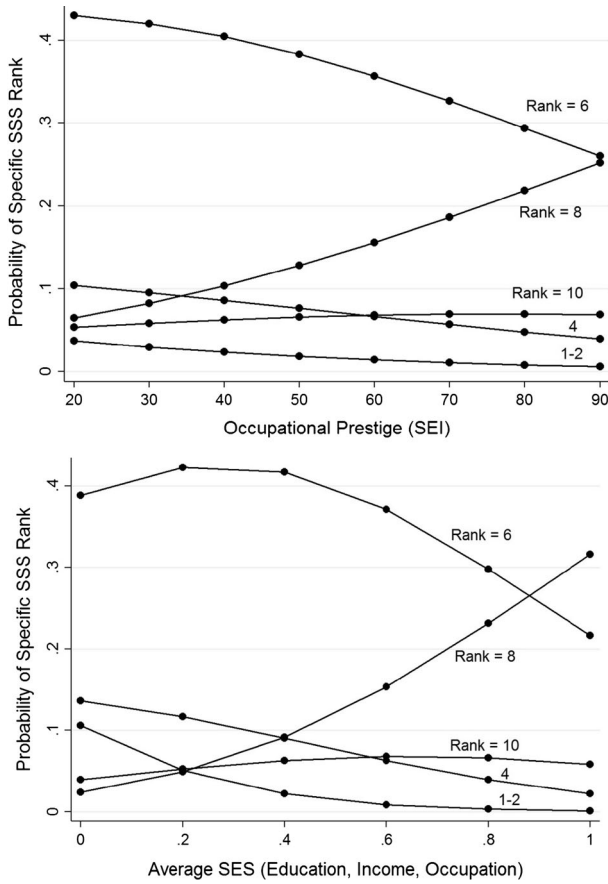 Probability of Specific SSS Rank
.4
.3
.2
.1
0
Rank = 6
Rank = 8
Rank = 10
4
1-2
20 30 40 50 60 70 80 90
Occupational Prestige (SEI)
Probability of Specific SSS Rank
.4
.3
.2
.1
0
Rank = 6
Rank = 8
Rank = 10
4
1-2
0 .2 .4 .6 .8 1
Average SES (Education, Income, Occupation)